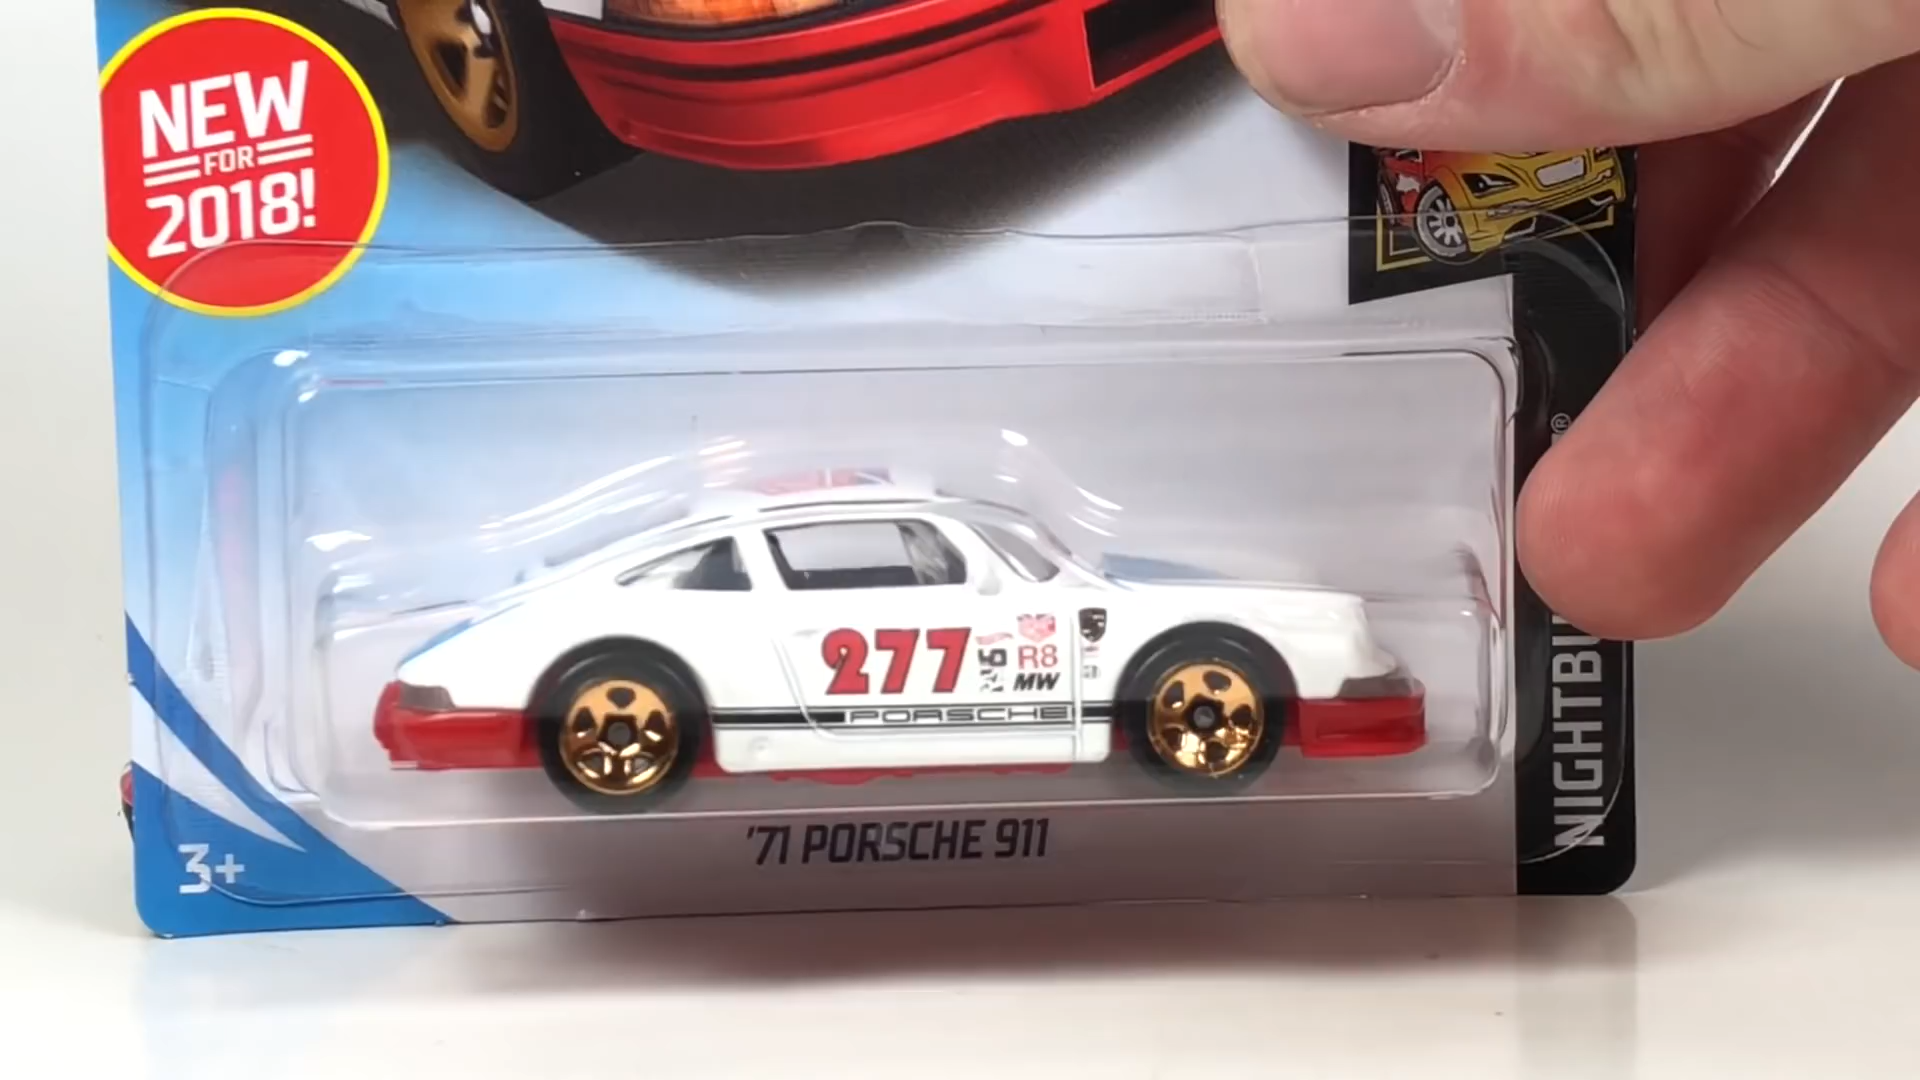 NEW
FOR
2018!
277
R8
MW
PORSCHE
'71 PORSCHE 911
3+
NIGHTBU
®